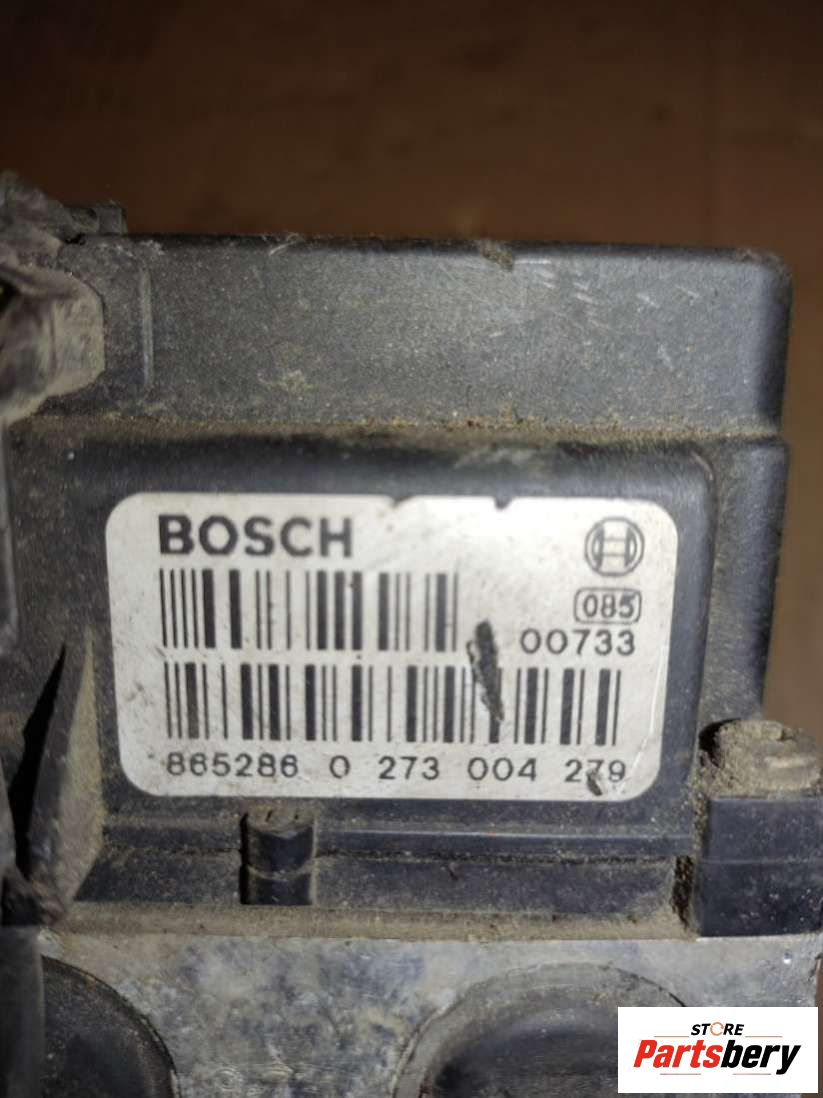 BOSCH
085
00733
865286 0 273 004 279
STORE
Partsbery